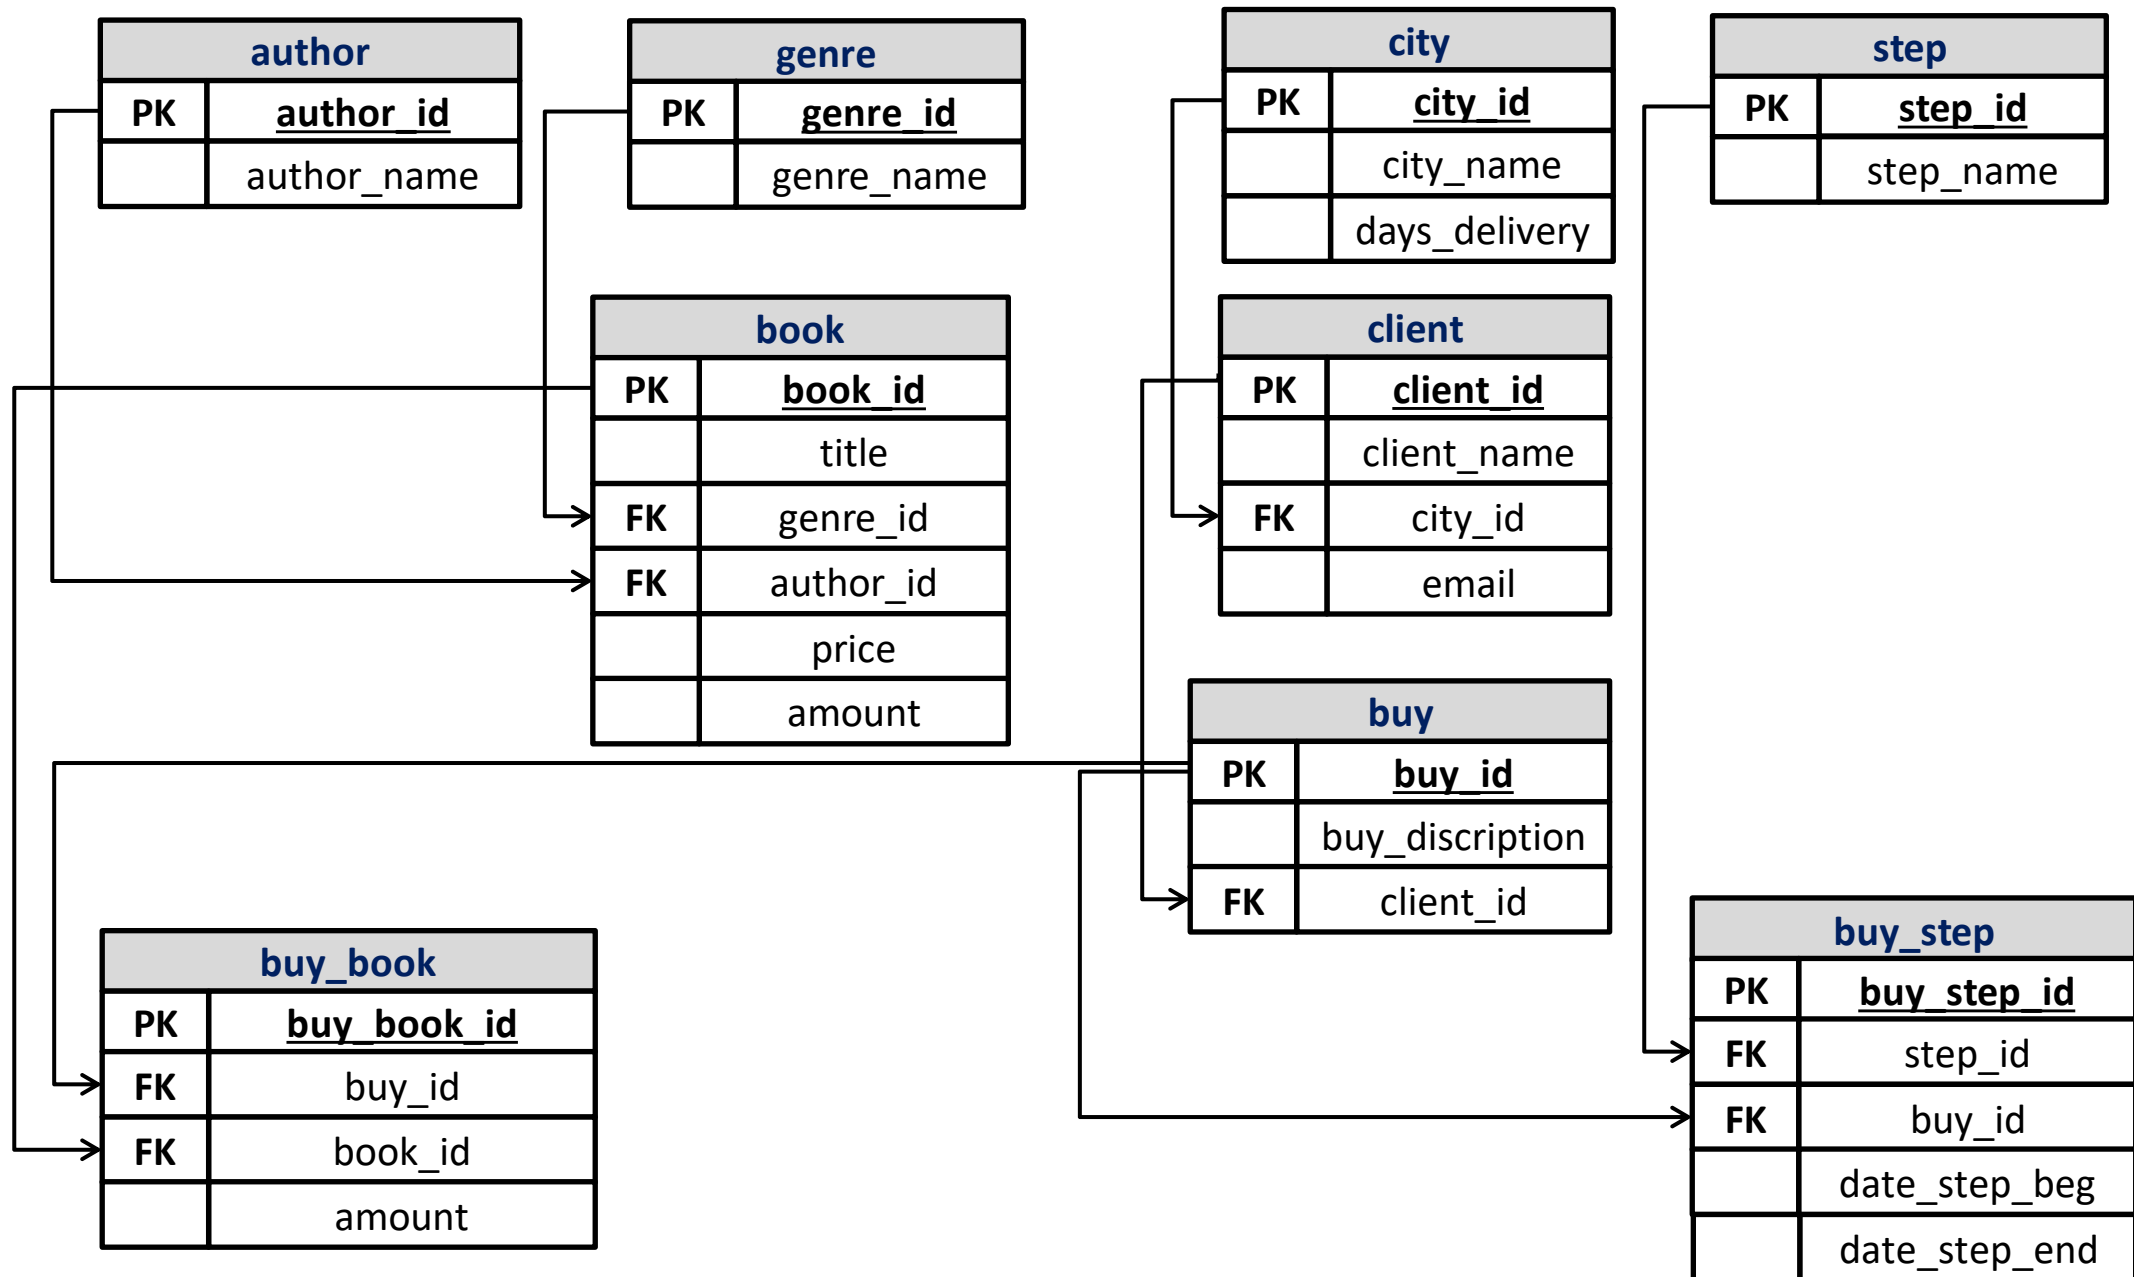 author
PK author_id
author_name
genre
PK genre_id
genre_name
city
PK city_id
city_name
days_delivery
step
PK step_id
step_name
book
PK book_id
title
FK genre_id
FK author_id
price
amount
client
PK client_id
client_name
FK city_id
email
buy
PK buy_id
buy_discription
FK client_id
buy_book
PK buy_book_id
FK buy_id
FK book_id
amount
buy_step
PK buy_step_id
FK step_id
FK buy_id
date_step_beg
date_step_end